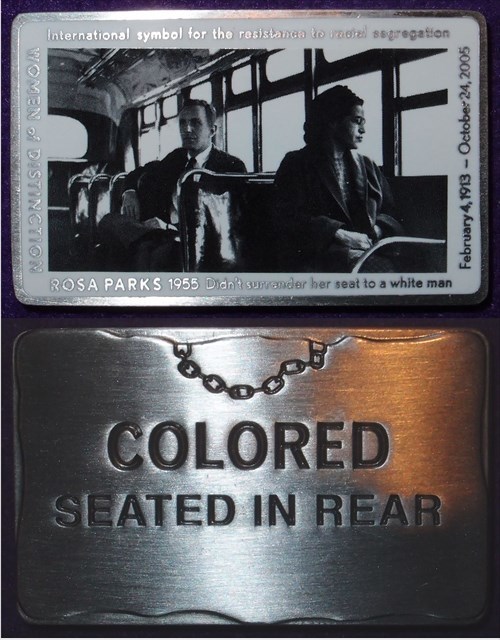 International symbol for the resistance to racial segregation
WOMEN of DISTINCTION
February 4, 1913 – October 24, 2005
ROSA PARKS 1955 Didn't surrender her seat to a white man
COLORED
SEATED IN REAR